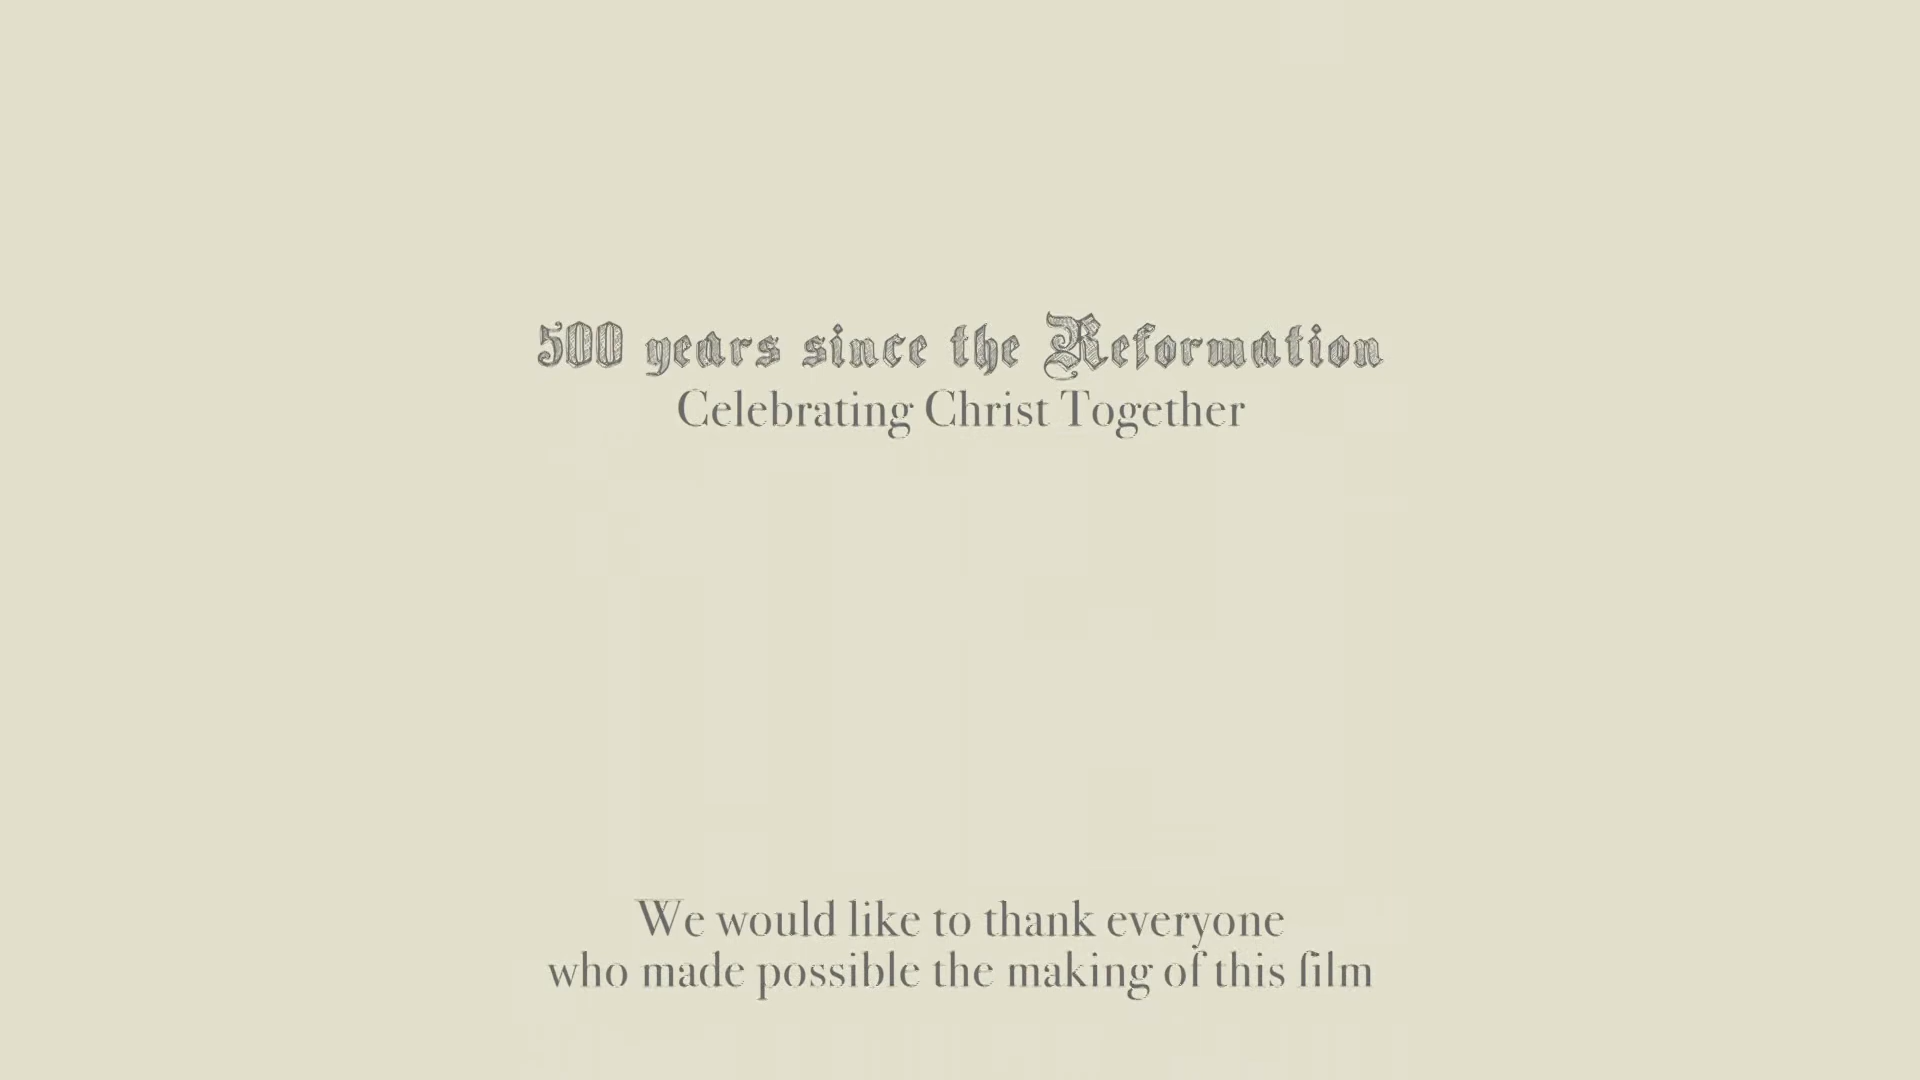 500 years since the Reformation
Celebrating Christ Together
We would like to thank everyone
who made possible the making of this film